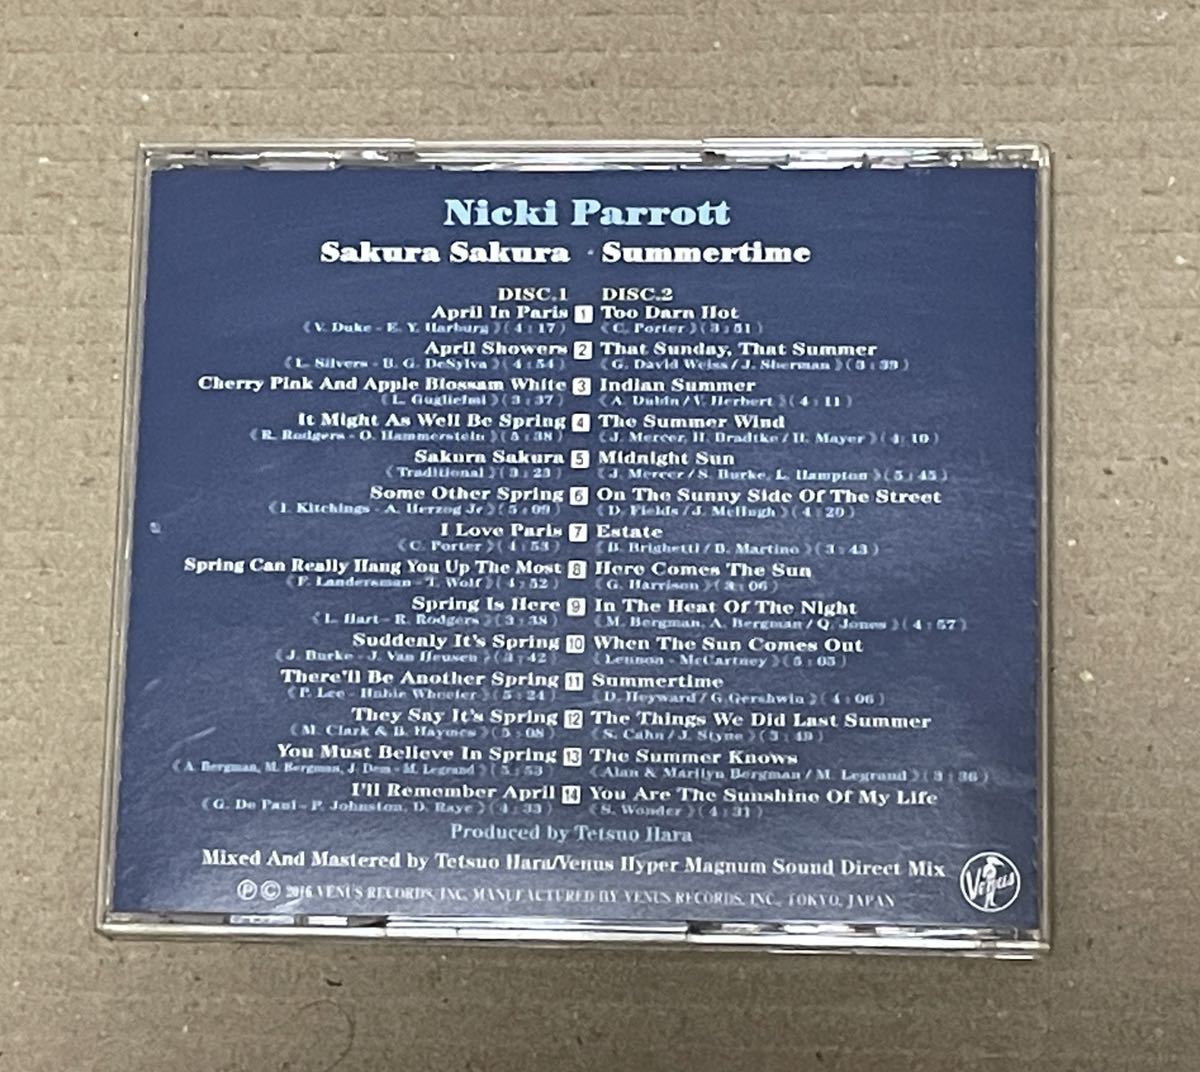 Nicki Parrott
Sakura Sakura · Summertime
DISC.1
April In Paris 1
(V. Duke - E. Y. Harburg)(4:17)
April Showers 2
(L. Silvers - B. G. DeSylva)(4:54)
Cherry Pink And Apple Blossam White 3
(L. Guglielmi)(3:37)
It Might As Well Be Spring 4
(R. Rodgers - O. Hammerstein)(5:38)
Sakura Sakura 5
(Traditional)(3:23)
Some Other Spring 6
(I. Kitchings - A. Herzog Jr)(5:09)
I Love Paris 7
(C. Porter)(4:53)
Spring Can Really Hang You Up The Most 8
(F. Landersman - T. Wolf)(4:52)
Spring Is Here 9
(L. Hart - R. Rodgers)(3:38)
Suddenly It's Spring 10
(J. Burke - J. Van Heusen)(3:42)
There'll Be Another Spring 11
(P. Lee - Hubie Wheeler)(5:24)
They Say It's Spring 12
(M. Clark & B. Haymes)(5:08)
You Must Believe In Spring 13
(A. Bergman, M. Bergman, J. Dem - M. Legrand)(5:53)
I'll Remember April 14
(G. De Paul - P. Johnston, D. Raye)(4:33)
DISC.2
Too Darn Hot
(C. Porter)(3:51)
That Sunday, That Summer
(G. David Weiss/J. Sherman)(3:39)
Indian Summer
(A. Dubin/V. Herbert)(4:11)
The Summer Wind
(J. Mercer, H. Bradtke/H. Mayer)(4:10)
Midnight Sun
(J. Mercer/S. Burke, L. Hampton)(5:45)
On The Sunny Side Of The Street
(D. Fields/J. McHugh)(4:20)
Estate
(B. Brighetti/B. Martino)(3:43)
Here Comes The Sun
(G. Harrison)(3:06)
In The Heat Of The Night
(M. Bergman, A. Bergman/Q. Jones)(4:57)
When The Sun Comes Out
(Lennon - McCartney)(5:05)
Summertime
(D. Heyward/G. Gershwin)(4:06)
The Things We Did Last Summer
(S. Cahn/J. Styne)(3:49)
The Summer Knows
(Alan & Marilyn Bergman/M. Legrand)(3:36)
You Are The Sunshine Of My Life
(S. Wonder)(4:31)
Produced by Tetsuo Hara
Mixed And Mastered by Tetsuo Hara/Venus Hyper Magnum Sound Direct Mix
Ⓟ© 2016 VENUS RECORDS, INC. MANUFACTURED BY VENUS RECORDS, INC., TOKYO, JAPAN
Venus